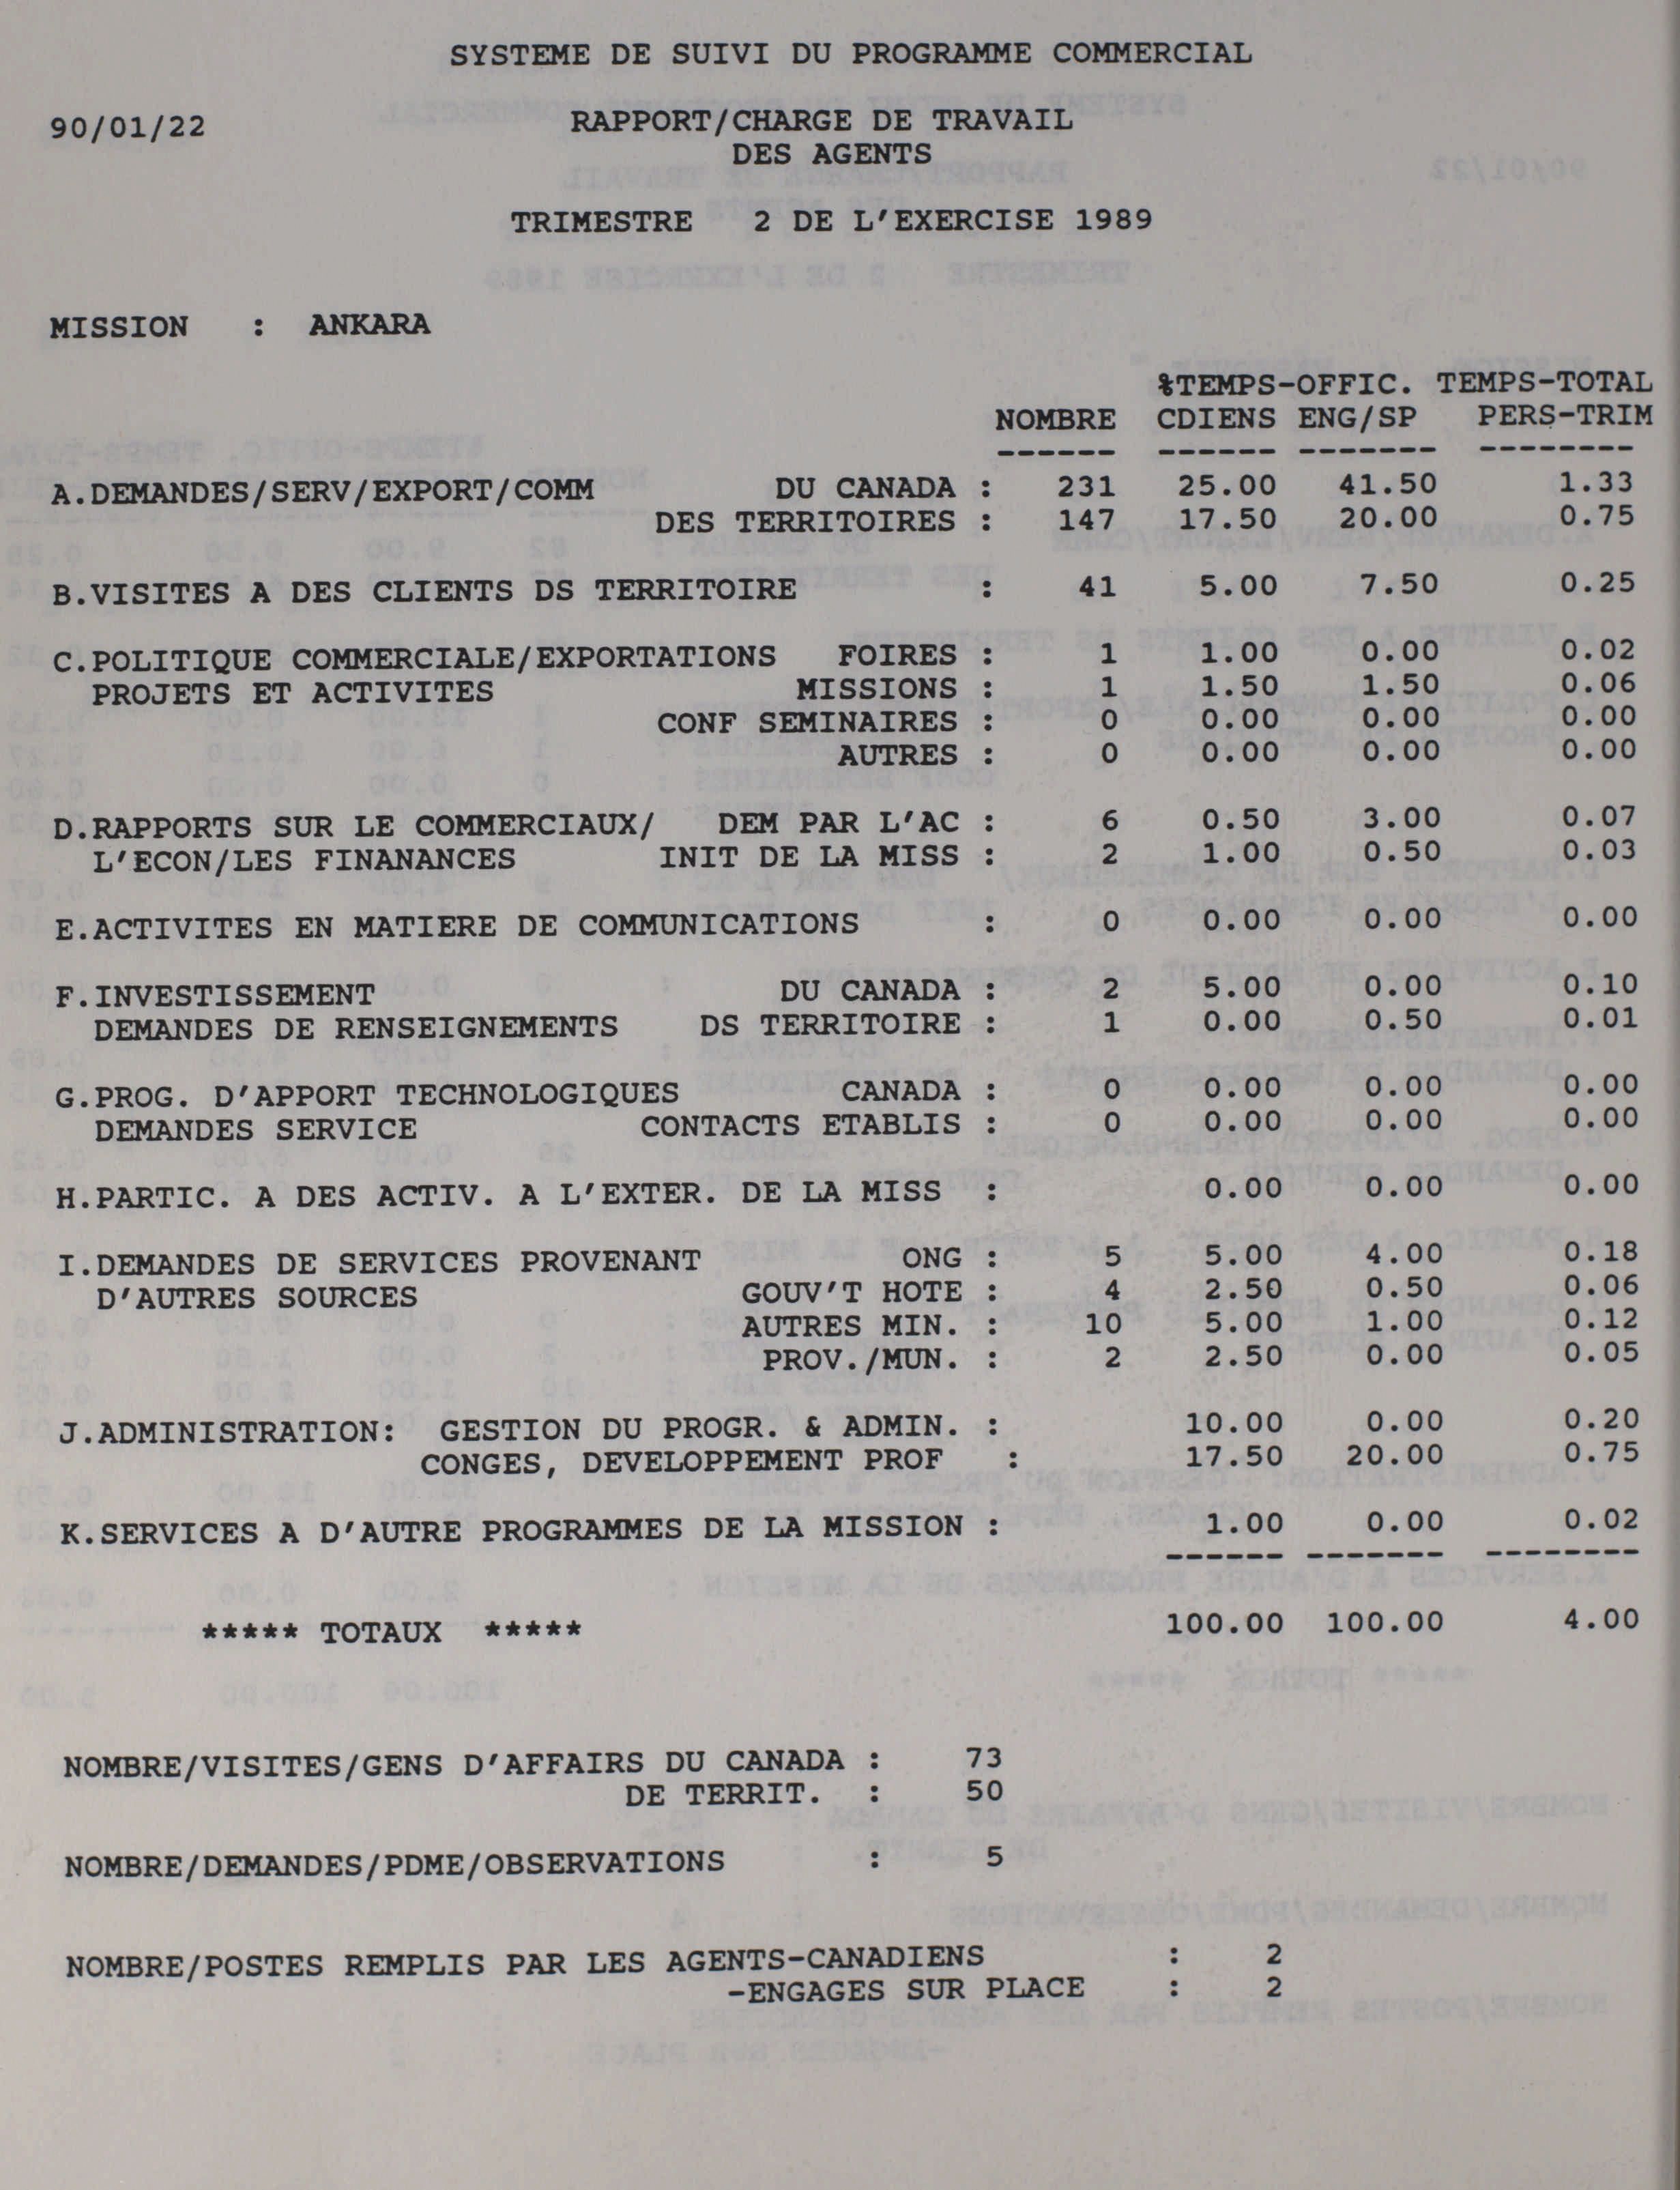 SYSTEME DE SUIVI DU PROGRAMME COMMERCIAL
90/01/22 RAPPORT/CHARGE DE TRAVAIL
DES AGENTS
TRIMESTRE 2 DE L'EXERCISE 1989
MISSION : ANKARA
%TEMPS-OFFIC. TEMPS-TOTAL
NOMBRE CDIENS ENG/SP PERS-TRIM
------ ------ ------- --------
A.DEMANDES/SERV/EXPORT/COMM DU CANADA : 231 25.00 41.50 1.33
DES TERRITOIRES : 147 17.50 20.00 0.75
B.VISITES A DES CLIENTS DS TERRITOIRE : 41 5.00 7.50 0.25
C.POLITIQUE COMMERCIALE/EXPORTATIONS FOIRES : 1 1.00 0.00 0.02
PROJETS ET ACTIVITES MISSIONS : 1 1.50 1.50 0.06
CONF SEMINAIRES : 0 0.00 0.00 0.00
AUTRES : 0 0.00 0.00 0.00
D.RAPPORTS SUR LE COMMERCIAUX/ DEM PAR L'AC : 6 0.50 3.00 0.07
L'ECON/LES FINANANCES INIT DE LA MISS : 2 1.00 0.50 0.03
E.ACTIVITES EN MATIERE DE COMMUNICATIONS : 0 0.00 0.00 0.00
F.INVESTISSEMENT DU CANADA : 2 5.00 0.00 0.10
DEMANDES DE RENSEIGNEMENTS DS TERRITOIRE : 1 0.00 0.50 0.01
G.PROG. D'APPORT TECHNOLOGIQUES CANADA : 0 0.00 0.00 0.00
DEMANDES SERVICE CONTACTS ETABLIS : 0 0.00 0.00 0.00
H.PARTIC. A DES ACTIV. A L'EXTER. DE LA MISS : 0.00 0.00 0.00
I.DEMANDES DE SERVICES PROVENANT ONG : 5 5.00 4.00 0.18
D'AUTRES SOURCES GOUV'T HOTE : 4 2.50 0.50 0.06
AUTRES MIN. : 10 5.00 1.00 0.12
PROV./MUN. : 2 2.50 0.00 0.05
J.ADMINISTRATION: GESTION DU PROGR. & ADMIN. : 10.00 0.00 0.20
CONGES, DEVELOPPEMENT PROF : 17.50 20.00 0.75
K.SERVICES A D'AUTRE PROGRAMMES DE LA MISSION : 1.00 0.00 0.02
------ ------- --------
***** TOTAUX ***** 100.00 100.00 4.00
NOMBRE/VISITES/GENS D'AFFAIRS DU CANADA : 73
DE TERRIT. : 50
NOMBRE/DEMANDES/PDME/OBSERVATIONS : 5
NOMBRE/POSTES REMPLIS PAR LES AGENTS-CANADIENS : 2
-ENGAGES SUR PLACE : 2